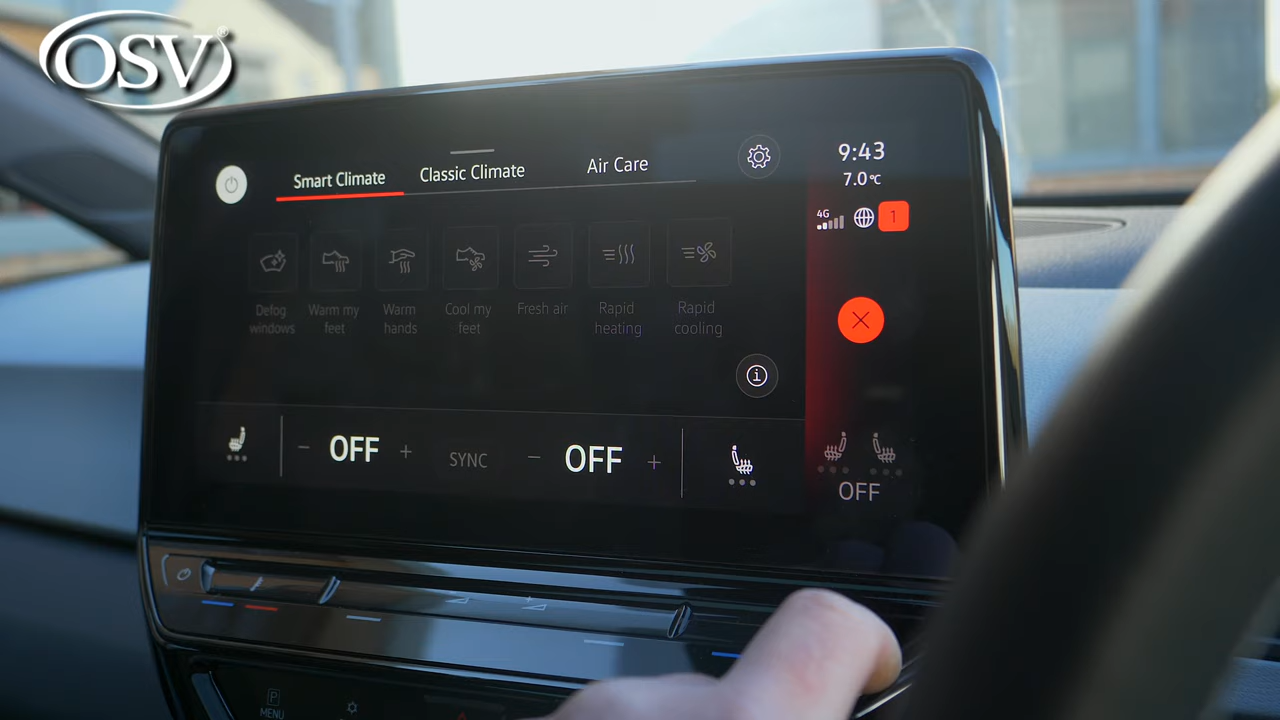 OSV®
Smart Climate
Classic Climate
Air Care
9:43
7.0°C
4G
1
Defog windows
Warm my feet
Warm hands
Cool my feet
Fresh air
Rapid heating
Rapid cooling
i
- OFF +
SYNC
- OFF +
OFF
P
MENU